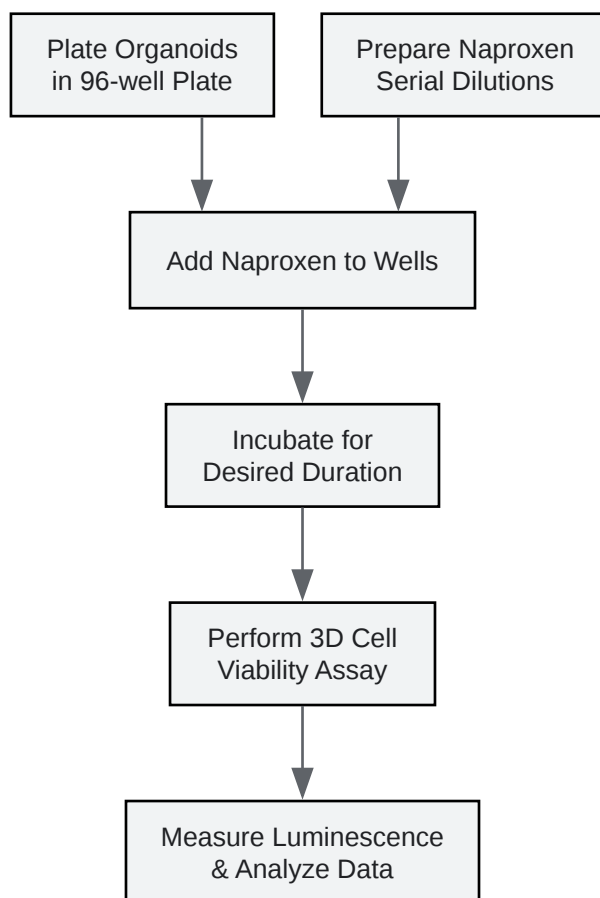 Plate Organoids
in 96-well Plate
Prepare Naproxen
Serial Dilutions
Add Naproxen to Wells
Incubate for
Desired Duration
Perform 3D Cell
Viability Assay
Measure Luminescence
& Analyze Data